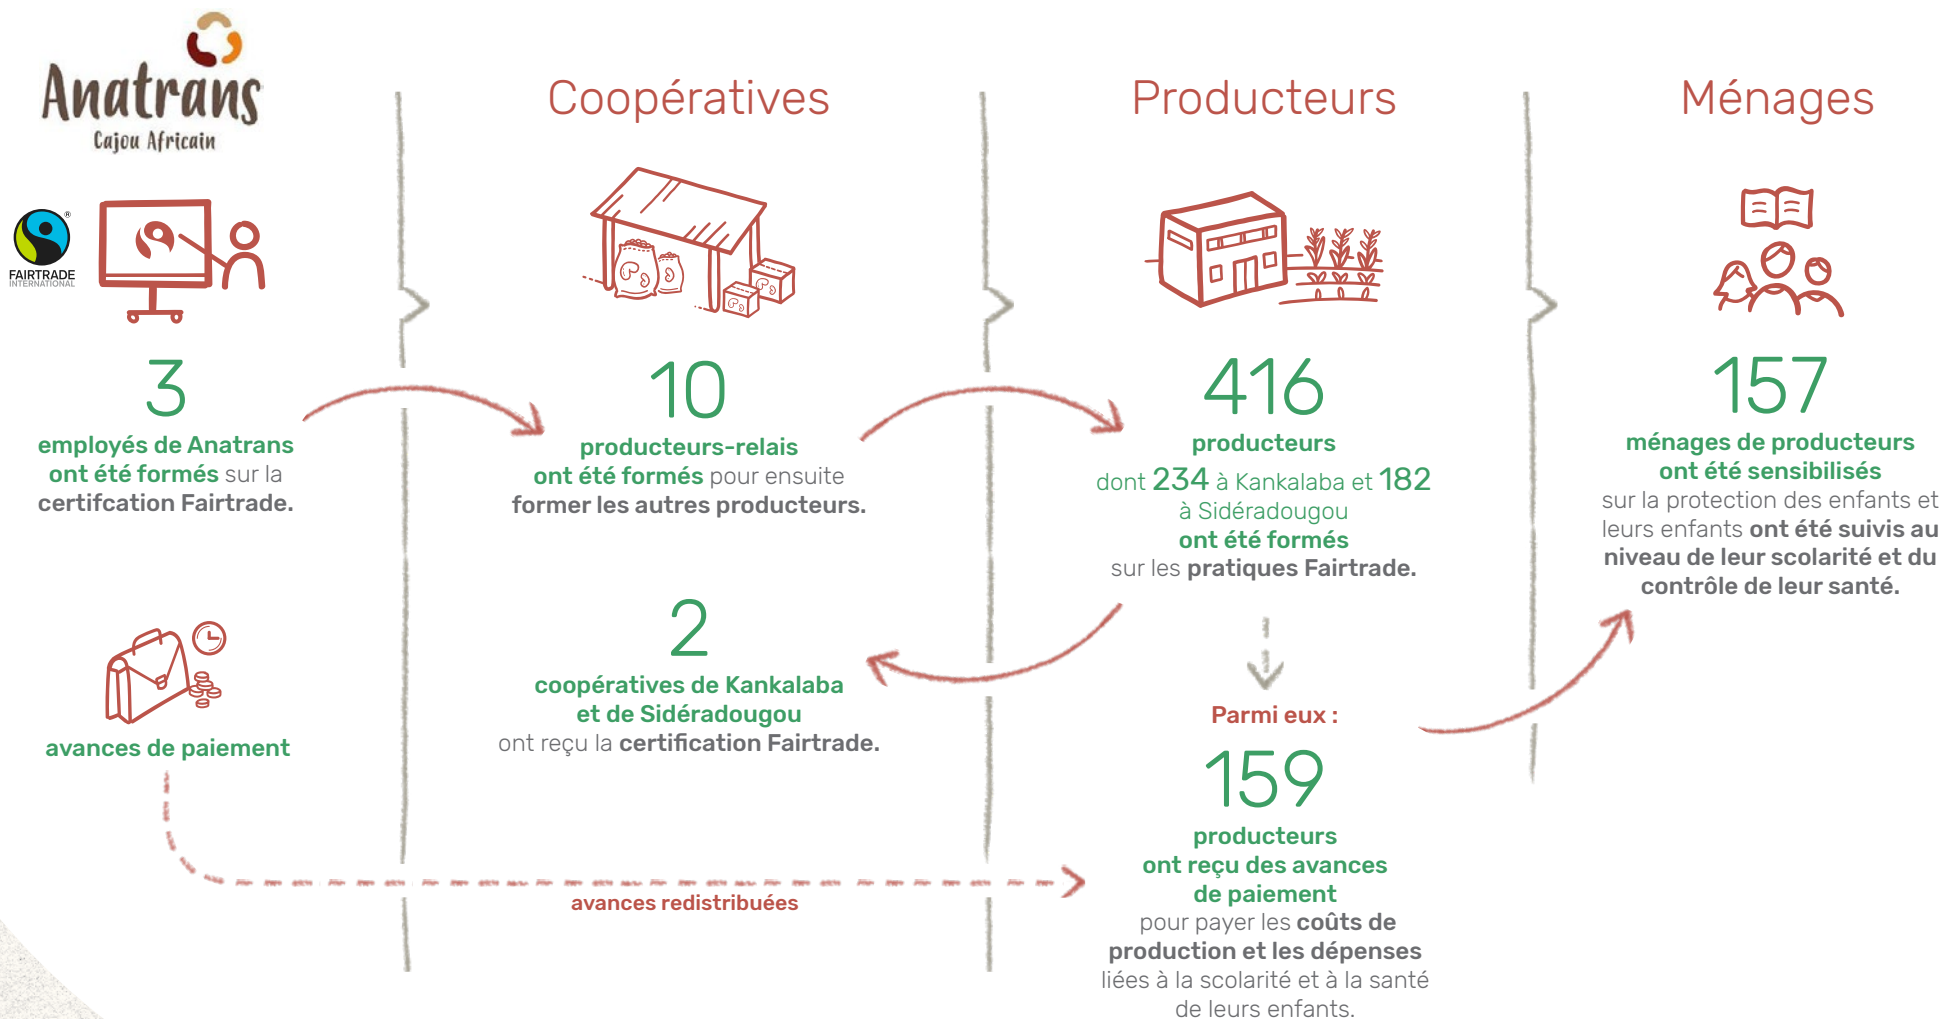 Anatrans
Cajou Africain
FAIRTRADE
INTERNATIONAL
®
3
employés de Anatrans
ont été formés sur la
certifcation Fairtrade.
avances de paiement
Coopératives
10
producteurs-relais
ont été formés pour ensuite
former les autres producteurs.
2
coopératives de Kankalaba
et de Sidéradougou
ont reçu la certification Fairtrade.
avances redistribuées
Producteurs
416
producteurs
dont 234 à Kankalaba et 182
à Sidéradougou
ont été formés
sur les pratiques Fairtrade.
Parmi eux :
159
producteurs
ont reçu des avances
de paiement
pour payer les coûts de
production et les dépenses
liées à la scolarité et à la santé
de leurs enfants.
Ménages
157
ménages de producteurs
ont été sensibilisés
sur la protection des enfants et
leurs enfants ont été suivis au
niveau de leur scolarité et du
contrôle de leur santé.